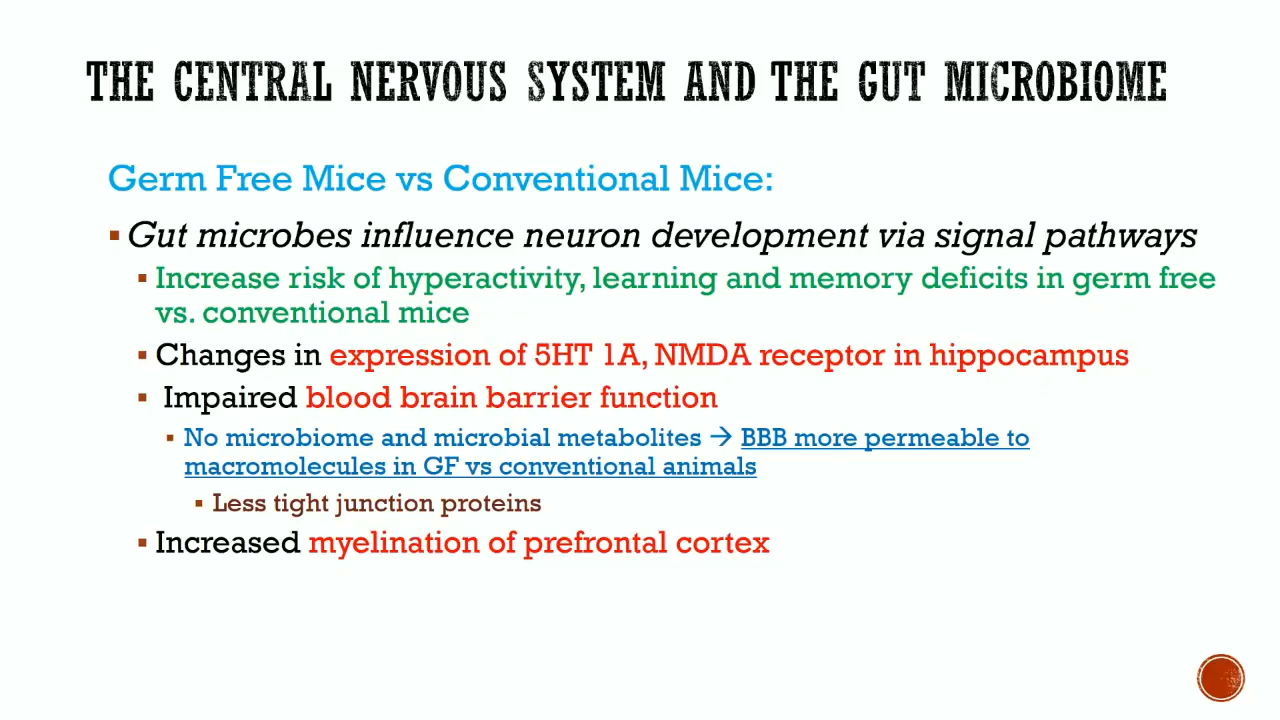 THE CENTRAL NERVOUS SYSTEM AND THE GUT MICROBIOME
Germ Free Mice vs Conventional Mice:
▪ Gut microbes influence neuron development via signal pathways
▪ Increase risk of hyperactivity, learning and memory deficits in germ free
vs. conventional mice
▪ Changes in expression of 5HT 1A, NMDA receptor in hippocampus
▪ Impaired blood brain barrier function
▪ No microbiome and microbial metabolites → BBB more permeable to
macromolecules in GF vs conventional animals
▪ Less tight junction proteins
▪ Increased myelination of prefrontal cortex